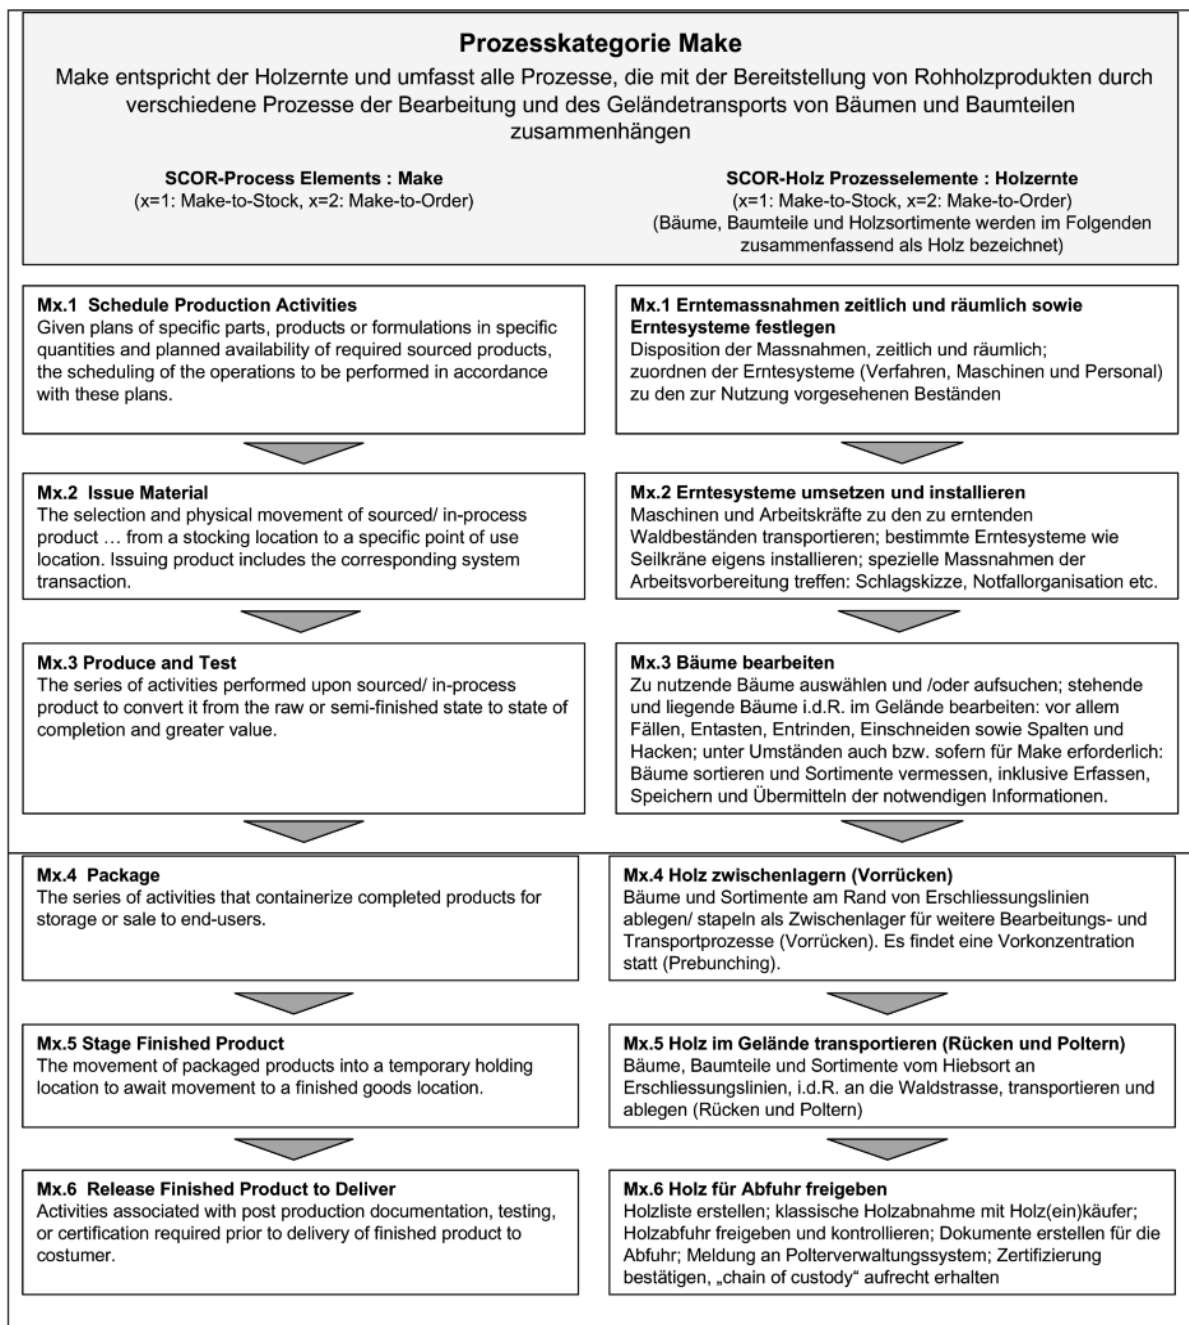 Prozesskategorie Make
Make entspricht der Holzernte und umfasst alle Prozesse, die mit der Bereitstellung von Rohholzprodukten durch
verschiedene Prozesse der Bearbeitung und des Geländetransports von Bäumen und Baumteilen
zusammenhängen
SCOR-Process Elements : Make
(x=1: Make-to-Stock, x=2: Make-to-Order)
SCOR-Holz Prozesselemente : Holzernte
(x=1: Make-to-Stock, x=2: Make-to-Order)
(Bäume, Baumteile und Holzsortimente werden im Folgenden
zusammenfassend als Holz bezeichnet)
Mx.1 Schedule Production Activities
Given plans of specific parts, products or formulations in specific
quantities and planned availability of required sourced products,
the scheduling of the operations to be performed in accordance
with these plans.
Mx.1 Erntemassnahmen zeitlich und räumlich sowie
Erntesysteme festlegen
Disposition der Massnahmen, zeitlich und räumlich;
zuordnen der Erntesysteme (Verfahren, Maschinen und Personal)
zu den zur Nutzung vorgesehenen Beständen
Mx.2 Issue Material
The selection and physical movement of sourced/ in-process
product … from a stocking location to a specific point of use
location. Issuing product includes the corresponding system
transaction.
Mx.2 Erntesysteme umsetzen und installieren
Maschinen und Arbeitskräfte zu den zu erntenden
Waldbeständen transportieren; bestimmte Erntesysteme wie
Seilkräne eigens installieren; spezielle Massnahmen der
Arbeitsvorbereitung treffen: Schlagskizze, Notfallorganisation etc.
Mx.3 Produce and Test
The series of activities performed upon sourced/ in-process
product to convert it from the raw or semi-finished state to state of
completion and greater value.
Mx.3 Bäume bearbeiten
Zu nutzende Bäume auswählen und /oder aufsuchen; stehende
und liegende Bäume i.d.R. im Gelände bearbeiten: vor allem
Fällen, Entasten, Entrinden, Einschneiden sowie Spalten und
Hacken; unter Umständen auch bzw. sofern für Make erforderlich:
Bäume sortieren und Sortimente vermessen, inklusive Erfassen,
Speichern und Übermitteln der notwendigen Informationen.
Mx.4 Package
The series of activities that containerize completed products for
storage or sale to end-users.
Mx.4 Holz zwischenlagern (Vorrücken)
Bäume und Sortimente am Rand von Erschliessungslinien
ablegen/ stapeln als Zwischenlager für weitere Bearbeitungs- und
Transportprozesse (Vorrücken). Es findet eine Vorkonzentration
statt (Prebunching).
Mx.5 Stage Finished Product
The movement of packaged products into a temporary holding
location to await movement to a finished goods location.
Mx.5 Holz im Gelände transportieren (Rücken und Poltern)
Bäume, Baumteile und Sortimente vom Hiebsort an
Erschliessungslinien, i.d.R. an die Waldstrasse, transportieren und
ablegen (Rücken und Poltern)
Mx.6 Release Finished Product to Deliver
Activities associated with post production documentation, testing,
or certification required prior to delivery of finished product to
costumer.
Mx.6 Holz für Abfuhr freigeben
Holzliste erstellen; klassische Holzabnahme mit Holz(ein)käufer;
Holzabfuhr freigeben und kontrollieren; Dokumente erstellen für die
Abfuhr; Meldung an Polterverwaltungssystem; Zertifizierung
bestätigen, „chain of custody“ aufrecht erhalten